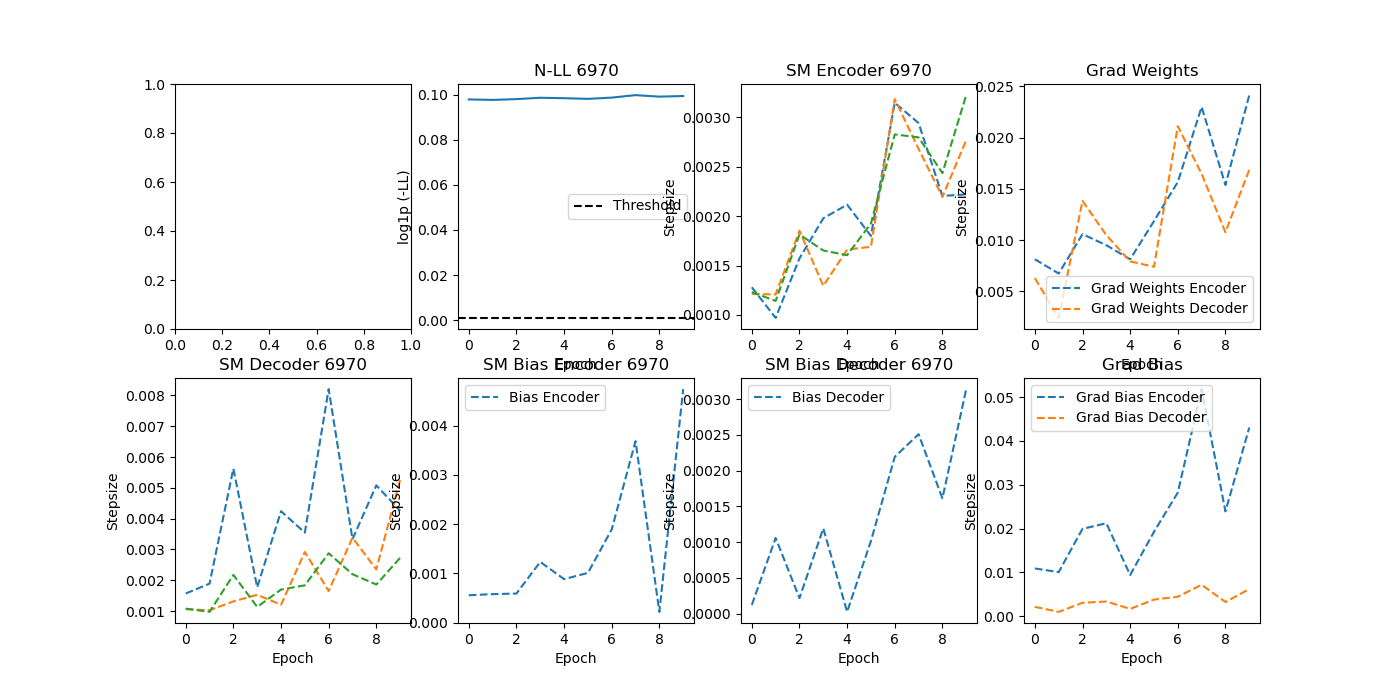 N-LL 6970
SM Encoder 6970
Grad Weights
1.0
0.8
0.6
0.4
0.2
0.0
0.0 0.2 0.4 0.6 0.8 1.0
log1p (-LL)
0.10
0.08
0.06
0.04
0.02
0.00
Threshold
0 2 4 6 8
Epoch
Stepsize
0.0030
0.0025
0.0020
0.0015
0.0010
0 2 4 6 8
Epoch
Stepsize
0.025
0.020
0.015
0.010
0.005
Grad Weights Encoder
Grad Weights Decoder
0 2 4 6 8
Epoch
SM Decoder 6970
SM Bias Encoder 6970
SM Bias Decoder 6970
Grad Bias
Stepsize
0.008
0.007
0.006
0.005
0.004
0.003
0.002
0.001
0 2 4 6 8
Epoch
Stepsize
0.004
0.003
0.002
0.001
0.000
Bias Encoder
0 2 4 6 8
Epoch
Stepsize
0.0030
0.0025
0.0020
0.0015
0.0010
0.0005
0.0000
Bias Decoder
0 2 4 6 8
Epoch
Stepsize
0.05
0.04
0.03
0.02
0.01
0.00
Grad Bias Encoder
Grad Bias Decoder
0 2 4 6 8
Epoch